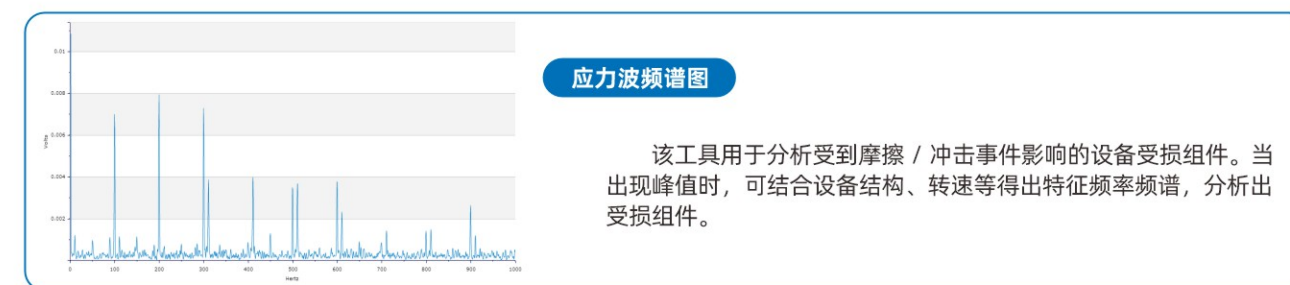 应力波频谱图
该工具用于分析受到摩擦 / 冲击事件影响的设备受损组件。当
出现峰值时，可结合设备结构、转速等得出特征频率频谱，分析出
受损组件。
0.01
0.008
0.006
0.004
0.002
Volts
0 100 200 300 400 500 600 700 800 900 1000
Hertz